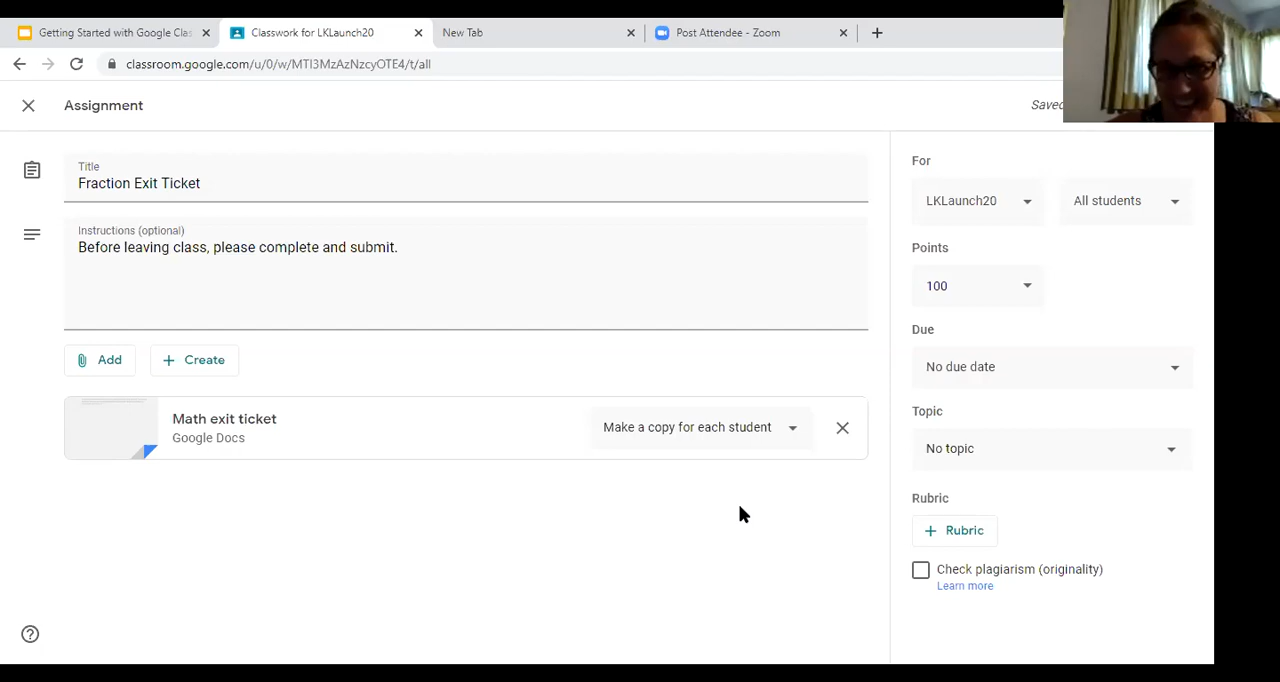 Getting Started with Google Clas
Classwork for LKLaunch20
New Tab
Post Attendee - Zoom
classroom.google.com/u/0/w/MTI3MzAzNzcyOTE4/t/all
Assignment
Saved
Title
Fraction Exit Ticket
Instructions (optional)
Before leaving class, please complete and submit.
Add
Create
Math exit ticket
Google Docs
Make a copy for each student
For
LKLaunch20
All students
Points
100
Due
No due date
Topic
No topic
Rubric
+ Rubric
Check plagiarism (originality)
Learn more